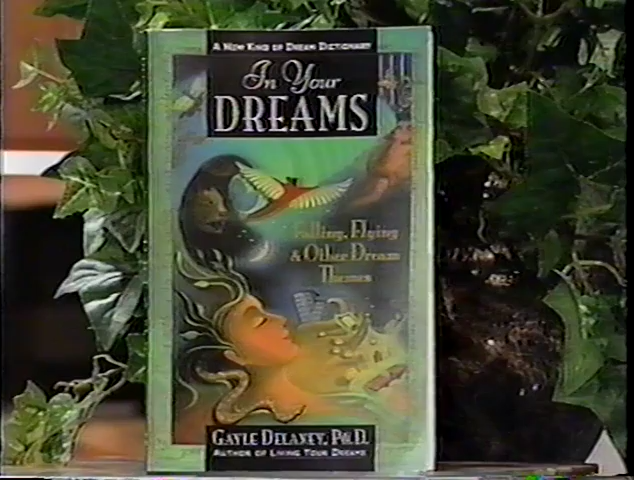 A NEW KIND OF DREAM DICTIONARY
In Your
DREAMS
Falling, Flying
& Other Dream
Themes
GAYLE DELANEY, PH.D.
AUTHOR OF LIVING YOUR DREAMS